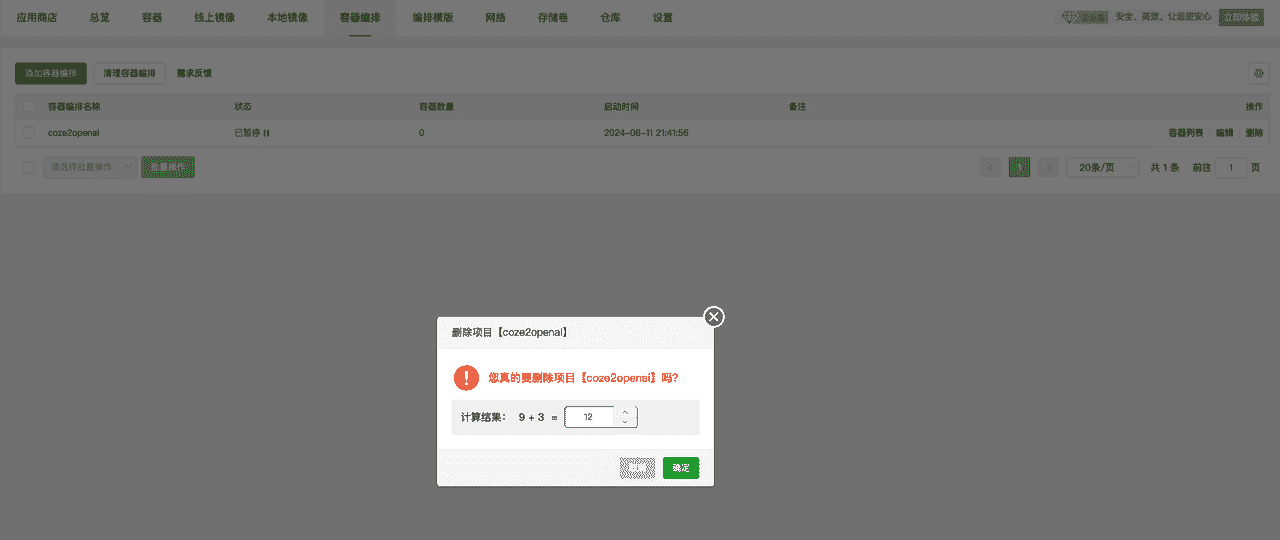 应用商店 总览 容器 线上镜像 本地镜像 容器编排 编排模版 网络 存储卷 仓库 设置 安全、高效、让您更安心 立即体验
添加容器编排 清理容器编排 需求反馈
容器编排名称 状态 容器数量 启动时间 备注 操作
coze2openai 已暂停 0 2024-06-11 21:41:56 容器列表 编辑 删除
请选择批量操作 批量操作 1 20条/页 共 1 条 前往 1 页
删除项目【coze2openai】
您真的要删除项目【coze2openai】吗?
计算结果: 9 + 3 = 12
确定